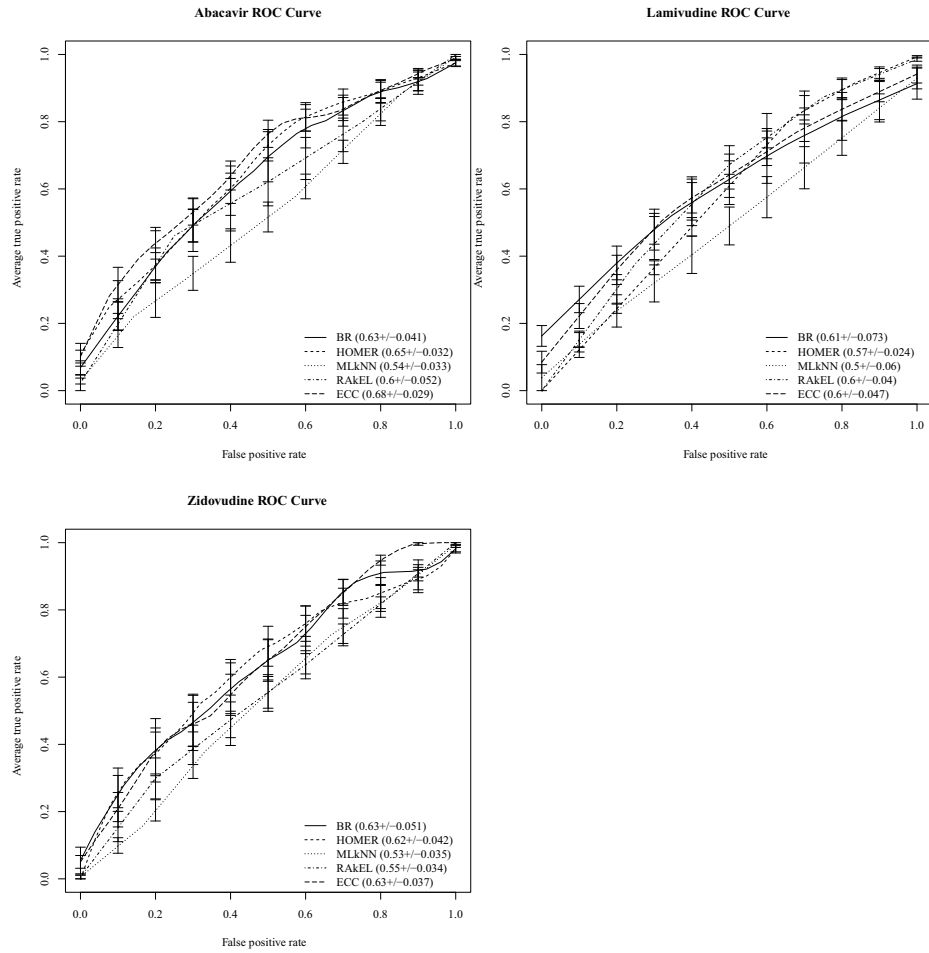 Abacavir ROC Curve
Average true positive rate
1.0
0.8
0.6
0.4
0.2
0.0
BR (0.63+/−0.041)
HOMER (0.65+/−0.032)
MLkNN (0.54+/−0.033)
RAkEL (0.6+/−0.052)
ECC (0.68+/−0.029)
0.0 0.2 0.4 0.6 0.8 1.0
False positive rate
Lamivudine ROC Curve
Average true positive rate
1.0
0.8
0.6
0.4
0.2
0.0
BR (0.61+/−0.073)
HOMER (0.57+/−0.024)
MLkNN (0.5+/−0.06)
RAkEL (0.6+/−0.04)
ECC (0.6+/−0.047)
0.0 0.2 0.4 0.6 0.8 1.0
False positive rate
Zidovudine ROC Curve
Average true positive rate
1.0
0.8
0.6
0.4
0.2
0.0
BR (0.63+/−0.051)
HOMER (0.62+/−0.042)
MLkNN (0.53+/−0.035)
RAkEL (0.55+/−0.034)
ECC (0.63+/−0.037)
0.0 0.2 0.4 0.6 0.8 1.0
False positive rate